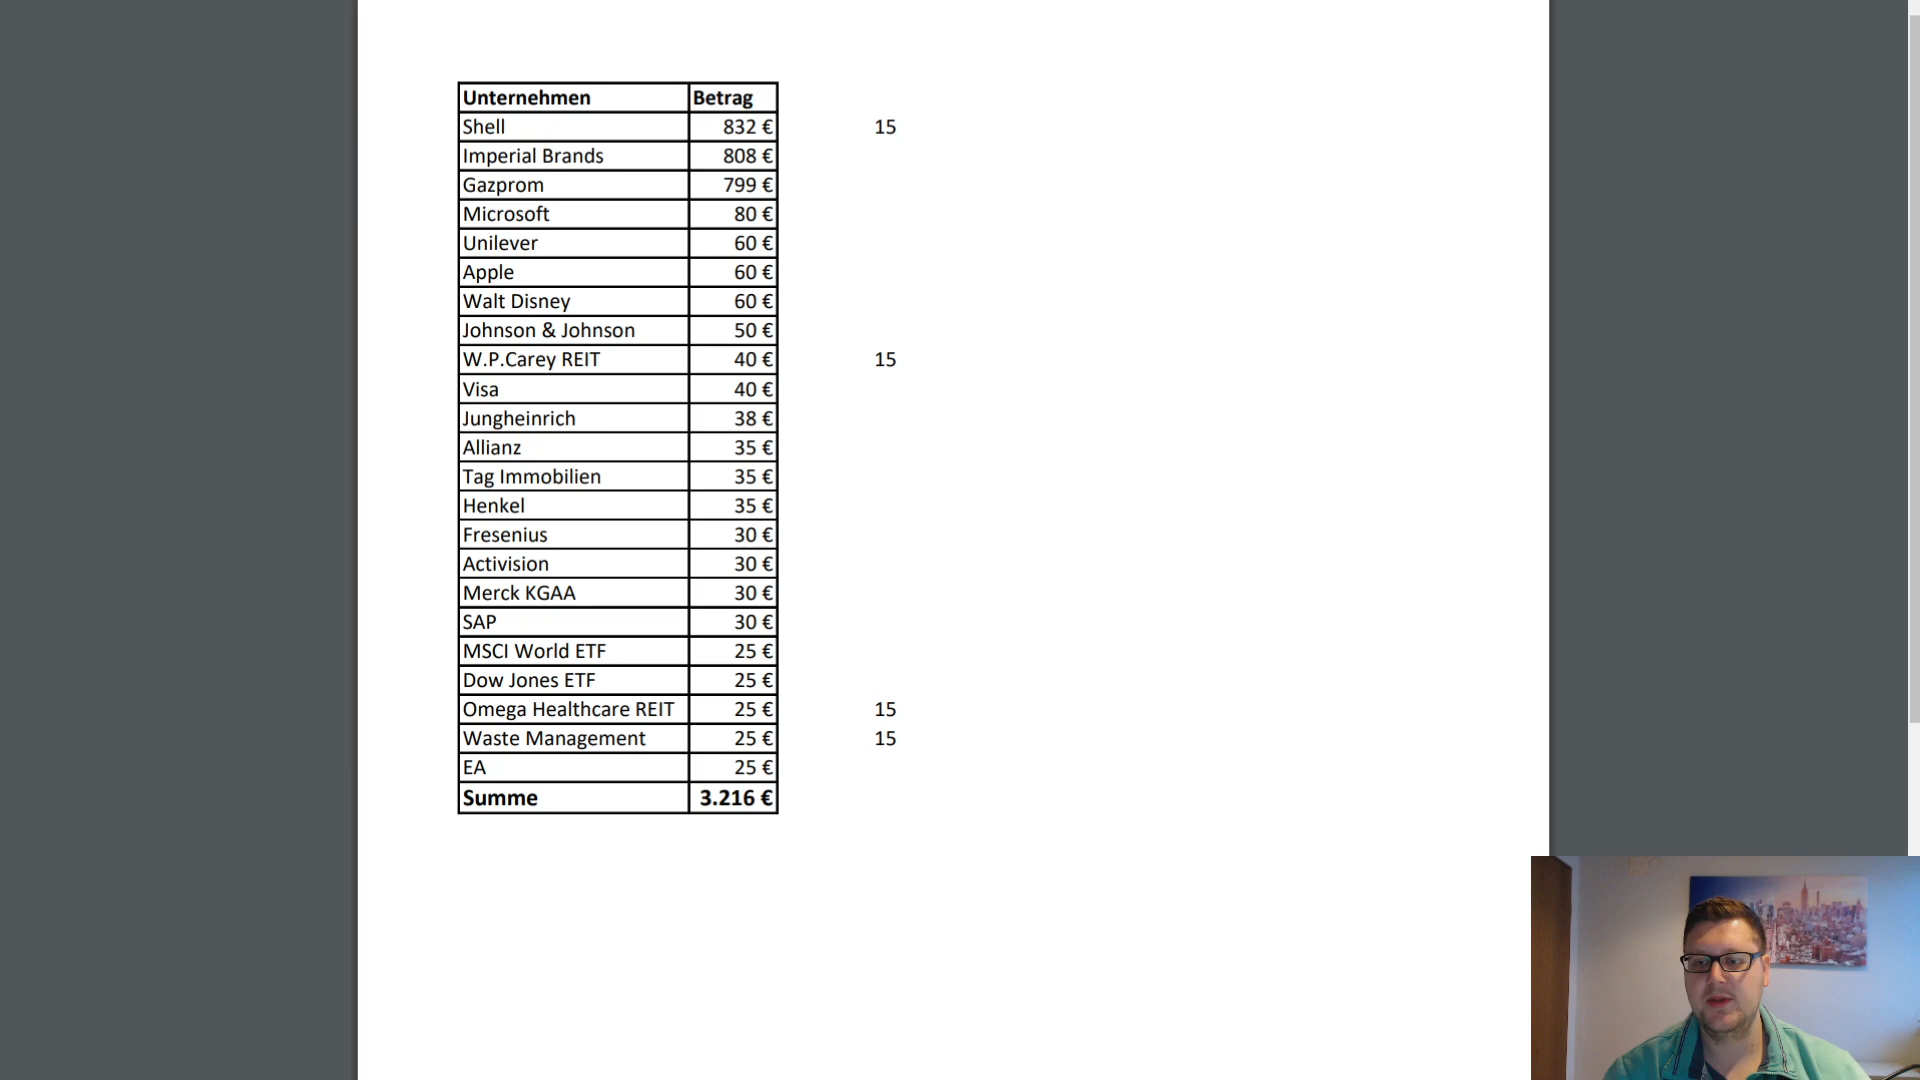 Unternehmen Betrag
Shell 832 € 15
Imperial Brands 808 €
Gazprom 799 €
Microsoft 80 €
Unilever 60 €
Apple 60 €
Walt Disney 60 €
Johnson & Johnson 50 €
W.P.Carey REIT 40 € 15
Visa 40 €
Jungheinrich 38 €
Allianz 35 €
Tag Immobilien 35 €
Henkel 35 €
Fresenius 30 €
Activision 30 €
Merck KGAA 30 €
SAP 30 €
MSCI World ETF 25 €
Dow Jones ETF 25 €
Omega Healthcare REIT 25 € 15
Waste Management 25 € 15
EA 25 €
Summe 3.216 €